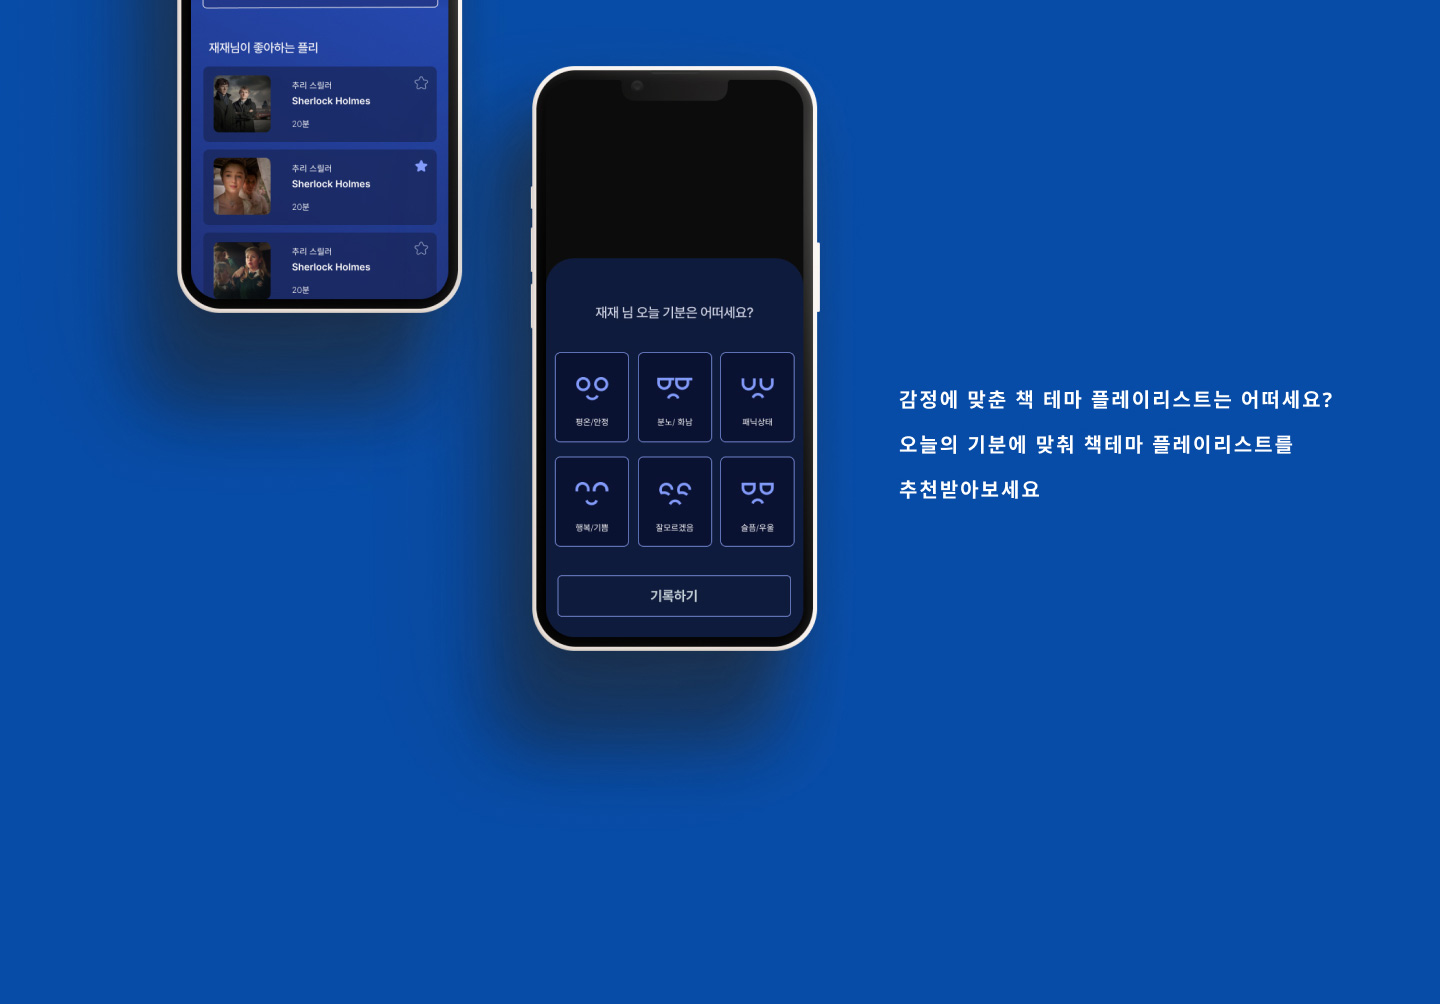 재재님이 좋아하는 플리
추리 스릴러
Sherlock Holmes
20분
추리 스릴러
Sherlock Holmes
20분
추리 스릴러
Sherlock Holmes
20분
재재 님 오늘 기분은 어떠세요?
평온/안정
분노/ 화남
패닉상태
행복/기쁨
잘모르겠음
슬픔/우울
기록하기
감정에 맞춘 책 테마 플레이리스트는 어떠세요?
오늘의 기분에 맞춰 책테마 플레이리스트를
추천받아보세요